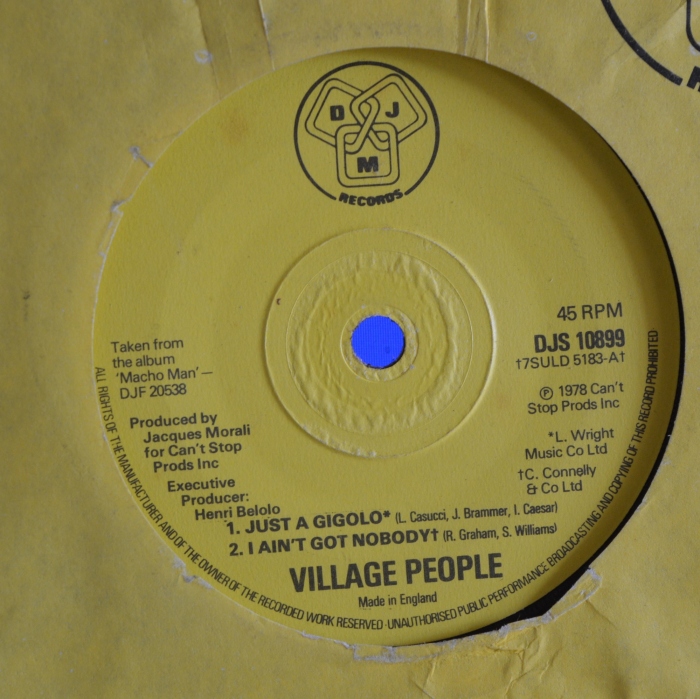 D J
M
RECORDS
45 RPM
DJS 10899
†7SULD 5183-A†
Ⓟ 1978 Can't
Stop Prods Inc
*L. Wright
Music Co Ltd
†C. Connelly
& Co Ltd
Taken from
the album
'Macho Man' —
DJF 20538
Produced by
Jacques Morali
for Can't Stop
Prods Inc
Executive
Producer:
Henri Belolo
1. JUST A GIGOLO* (L. Casucci, J. Brammer, I. Caesar)
2. I AIN'T GOT NOBODY† (R. Graham, S. Williams)
VILLAGE PEOPLE
Made in England
ALL RIGHTS OF THE MANUFACTURER AND OF THE OWNER OF THE RECORDED WORK RESERVED · UNAUTHORISED PUBLIC PERFORMANCE BROADCASTING AND COPYING OF THIS RECORD PROHIBITED